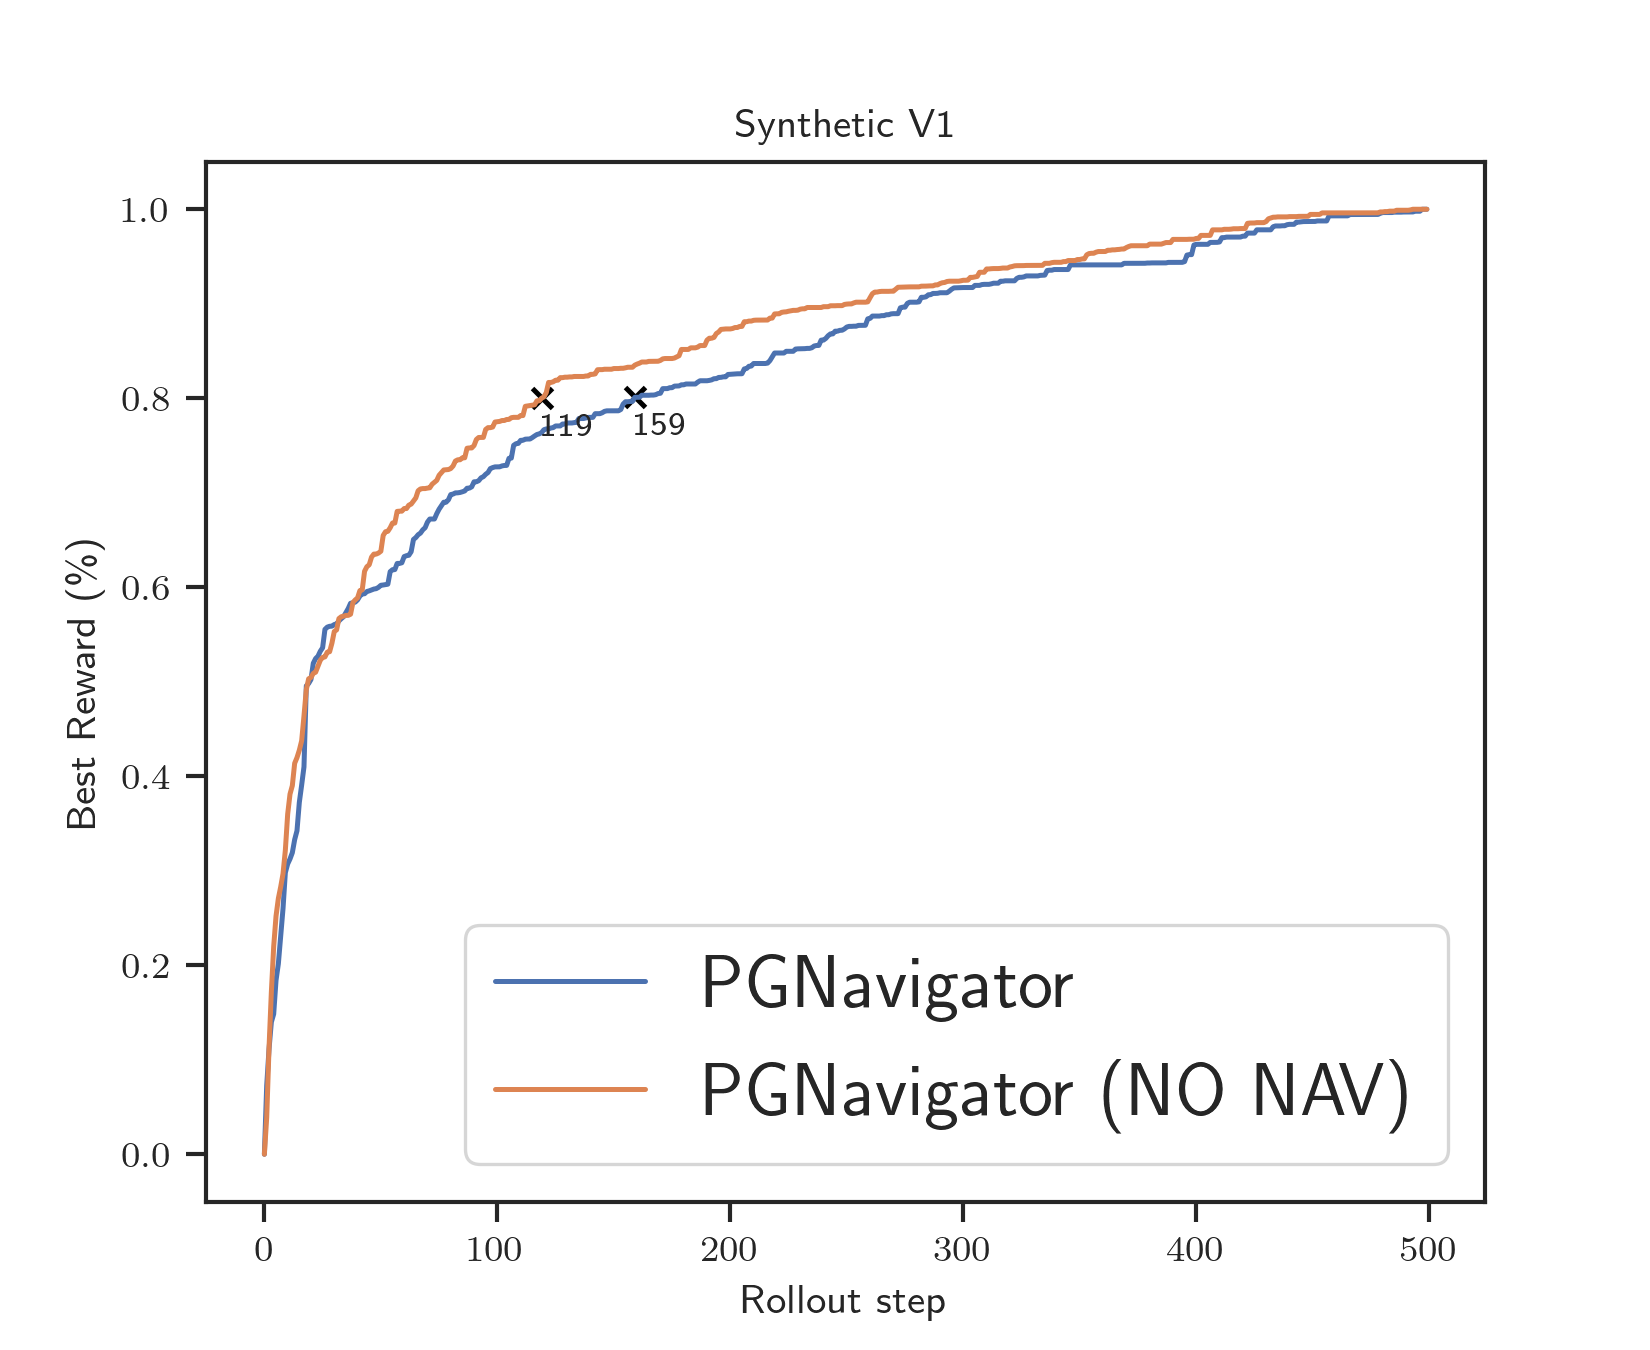 Synthetic V1
Best Reward (%)
1.0
0.8
0.6
0.4
0.2
0.0
119
159
PGNavigator
PGNavigator (NO NAV)
0 100 200 300 400 500
Rollout step